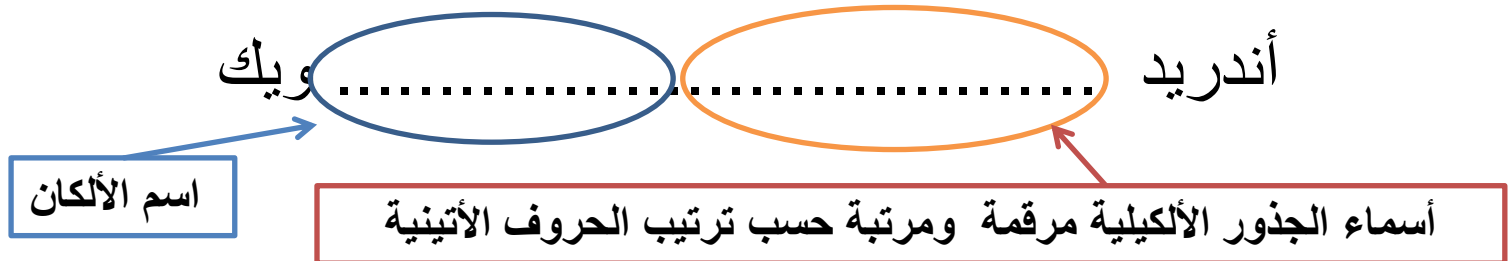 أندريد ........................................ ويك
اسم الألكان
أسماء الجذور الألكيلية مرقمة ومرتبة حسب ترتيب الحروف الأتينية